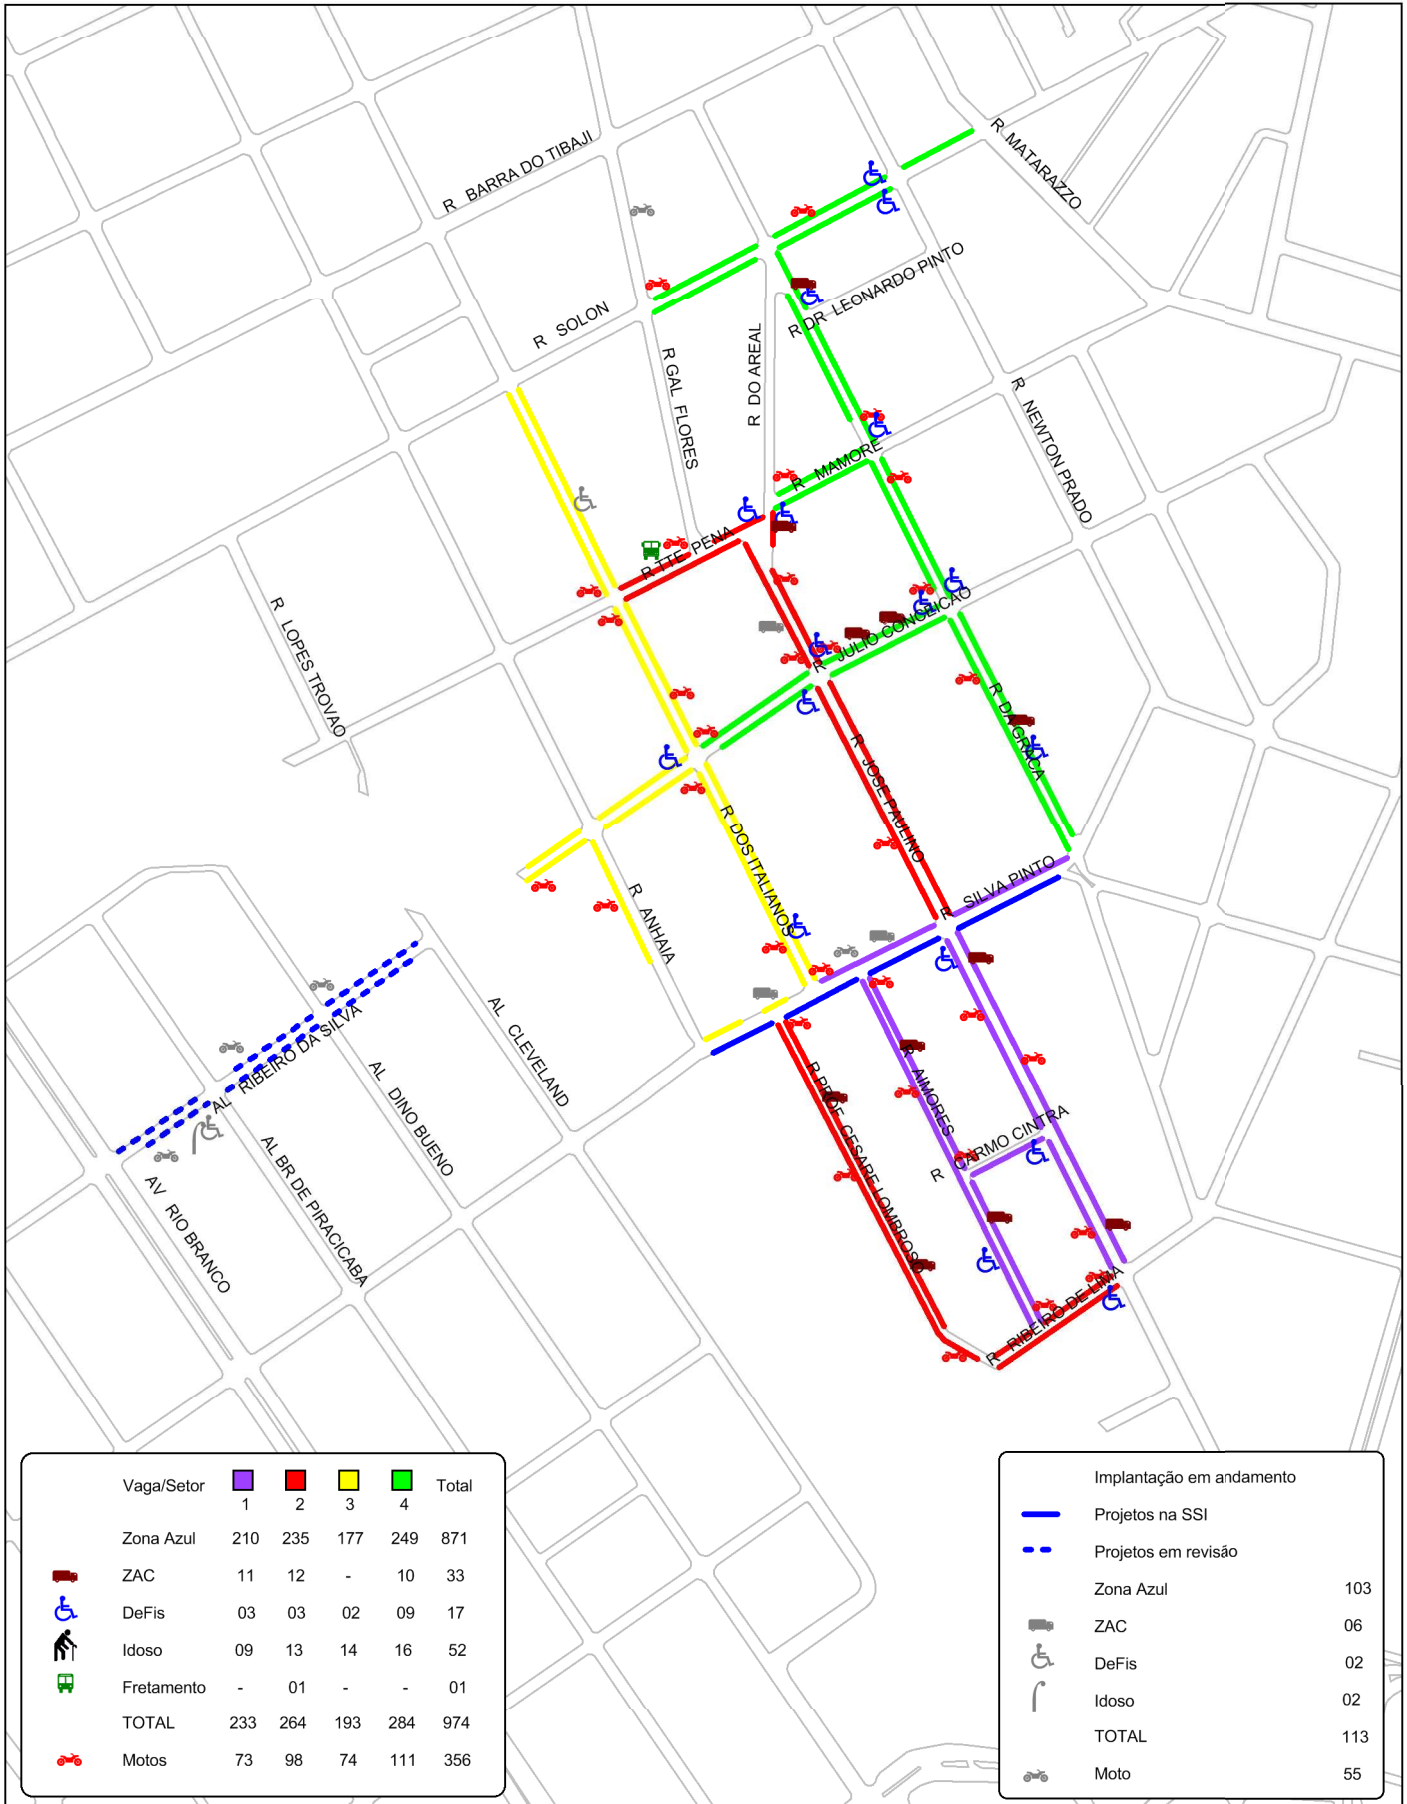 R MATARAZZO
R BARRA DO TIBAJI
R DR LEONARDO PINTO
R SOLON
R GAL FLORES
R DO AREAL
R NEWTON PRADO
R MAMORE
R TTE PENA
R LOPES TROVAO
R JULIO CONCEICAO
R DA GRACA
R JOSE PAULINO
R DOS ITALIANOS
R SILVA PINTO
R ANHAIA
AL CLEVELAND
AL RIBEIRO DA SILVA
AL DINO BUENO
AL BR DE PIRACICABA
AV RIO BRANCO
R AIMORES
R PROF CESARE LOMBROSO
R CARMO CINTRA
R RIBEIRO DE LIMA
Vaga/Setor 1 2 3 4 Total
Zona Azul 210 235 177 249 871
ZAC 11 12 - 10 33
DeFis 03 03 02 09 17
Idoso 09 13 14 16 52
Fretamento - 01 - - 01
TOTAL 233 264 193 284 974
Motos 73 98 74 111 356
Implantação em andamento
Projetos na SSI
Projetos em revisão
Zona Azul 103
ZAC 06
DeFis 02
Idoso 02
TOTAL 113
Moto 55